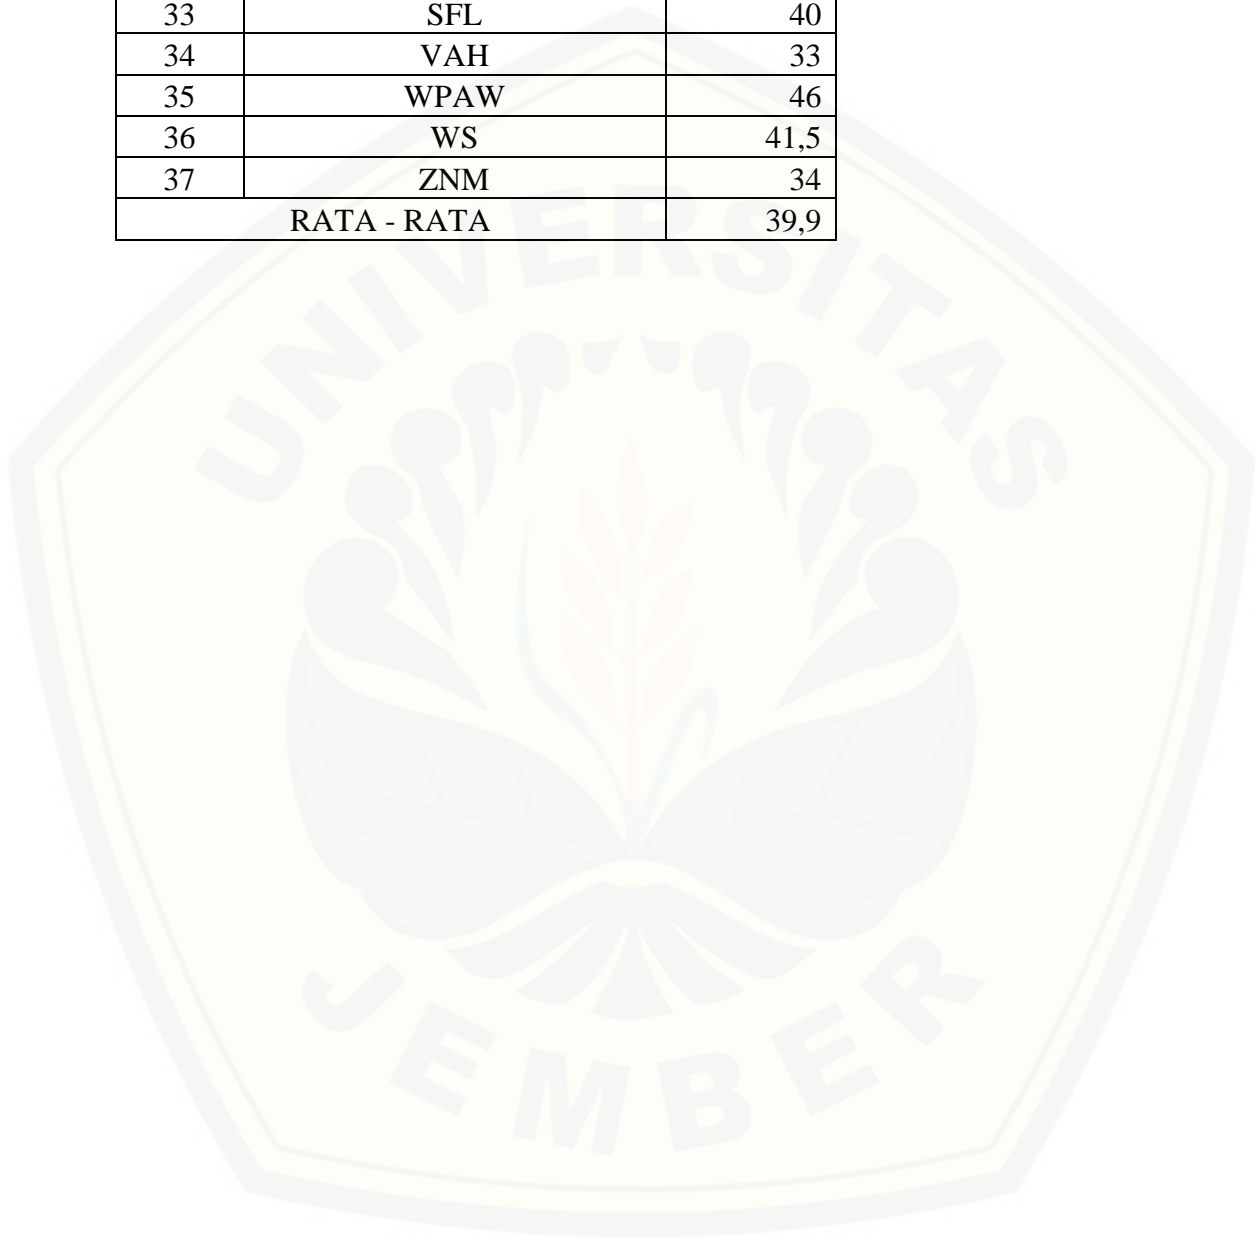 33 SFL 40
34 VAH 33
35 WPAW 46
36 WS 41,5
37 ZNM 34
RATA - RATA 39,9
UNIVERSITAS
JEMBER